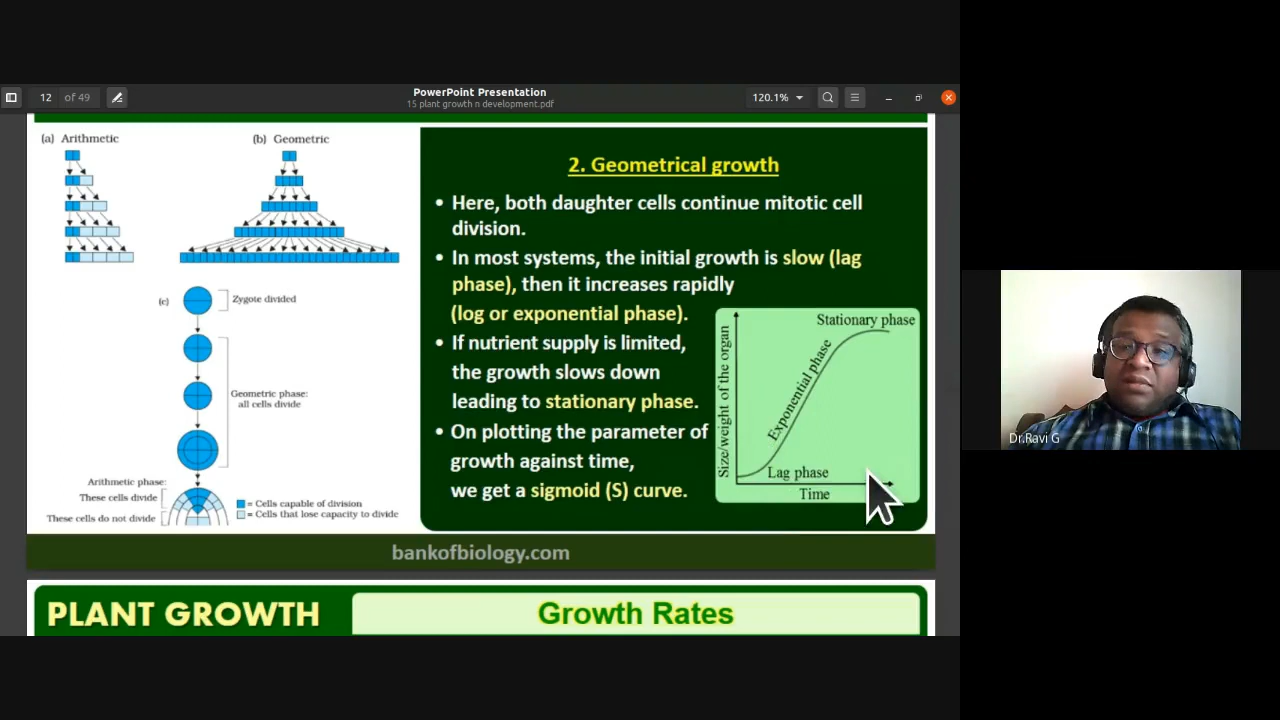 PowerPoint Presentation
15 plant growth n development.pdf
12 of 49
120.1%
(a) Arithmetic
(b) Geometric
(c)
Zygote divided
Geometric phase:
all cells divide
Arithmetic phase:
These cells divide
These cells do not divide
= Cells capable of division
= Cells that lose capacity to divide
2. Geometrical growth
• Here, both daughter cells continue mitotic cell
division.
• In most systems, the initial growth is slow (lag
phase), then it increases rapidly
(log or exponential phase).
• If nutrient supply is limited,
the growth slows down
leading to stationary phase.
• On plotting the parameter of
growth against time,
we get a sigmoid (S) curve.
Size/weight of the organ
Stationary phase
Exponential phase
Lag phase
Time
bankofbiology.com
PLANT GROWTH
Growth Rates
Dr.Ravi G